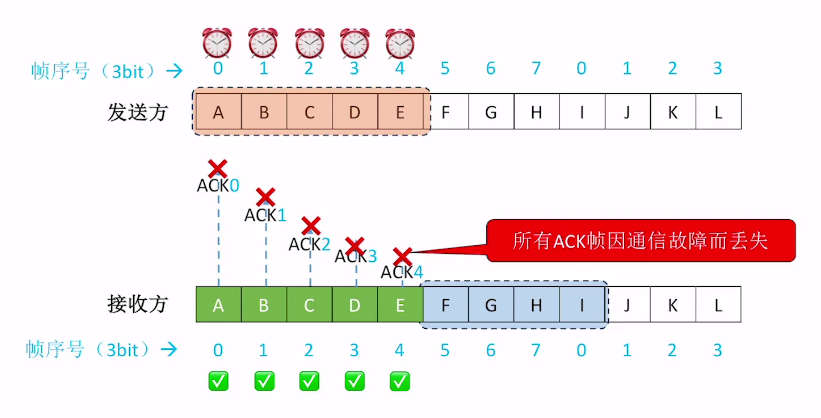 帧序号（3bit） 0 1 2 3 4 5 6 7 0 1 2 3
发送方 A B C D E F G H I J K L
ACK0
ACK1
ACK2
ACK3
ACK4
所有ACK帧因通信故障而丢失
接收方 A B C D E F G H I J K L
帧序号（3bit） 0 1 2 3 4 5 6 7 0 1 2 3